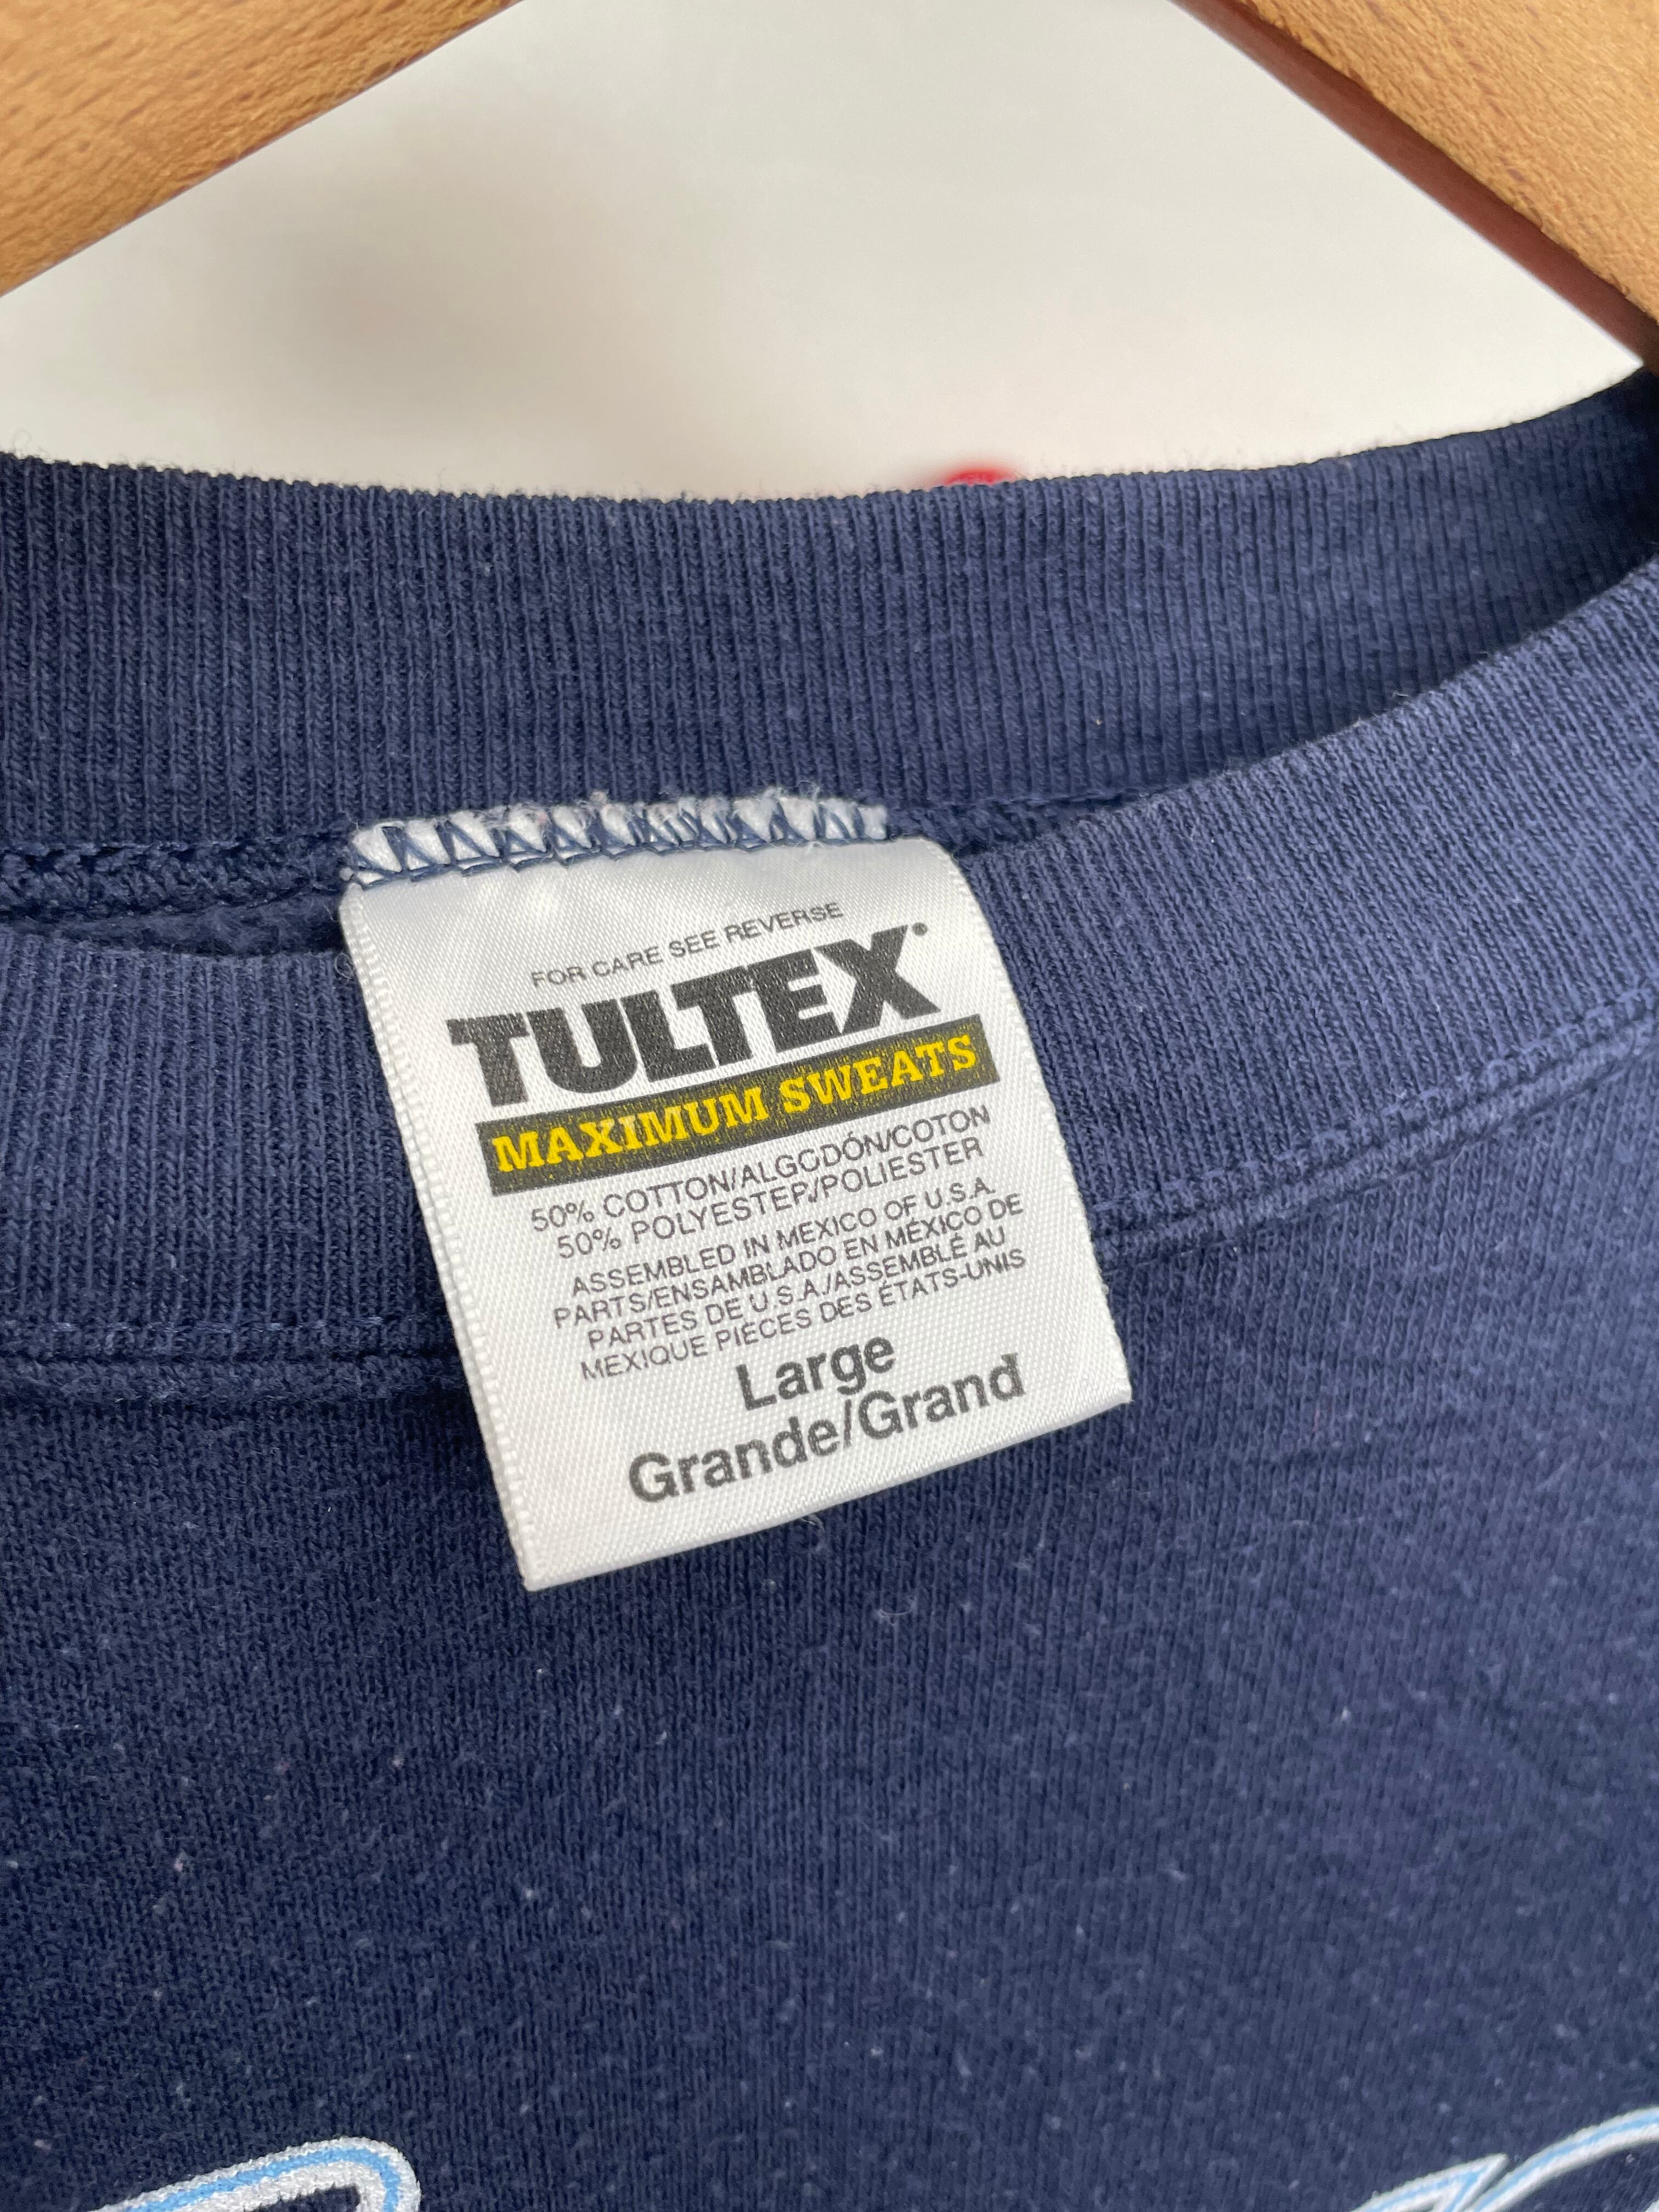 FOR CARE SEE REVERSE
TULTEX
MAXIMUM SWEATS
50% COTTON/ALGODÓN/COTON
50% POLYESTER/POLIESTER
ASSEMBLED IN MEXICO OF U.S.A.
PARTS/ENSAMBLADO EN MÉXICO DE
PARTES DE U.S.A./ASSEMBLÉ AU
MEXIQUE PIÈCES DES ÉTATS-UNIS
Large
Grande/Grand